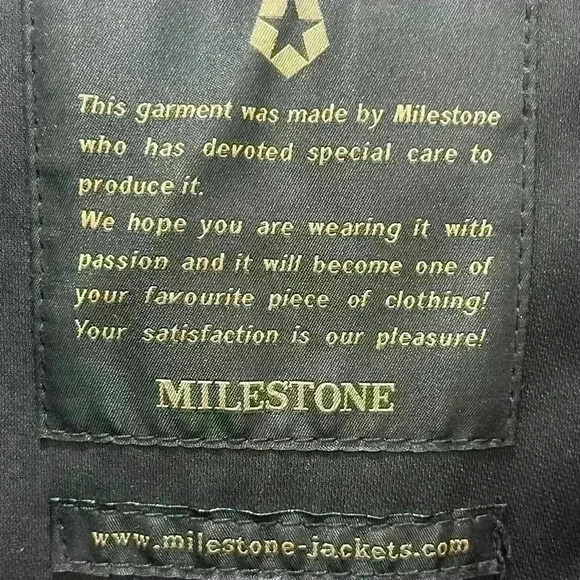 This garment was made by Milestone
who has devoted special care to
produce it.
We hope you are wearing it with
passion and it will become one of
your favourite piece of clothing!
Your satisfaction is our pleasure!
MILESTONE
www.milestone-jackets.com